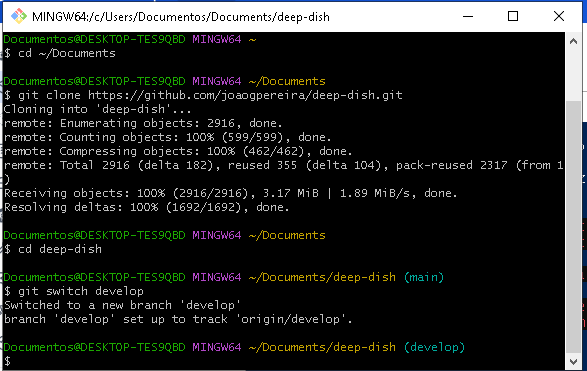 MINGW64:/c/Users/Documentos/Documents/deep-dish
Documentos@DESKTOP-TES9QBD MINGW64 ~
$ cd ~/Documents
Documentos@DESKTOP-TES9QBD MINGW64 ~/Documents
$ git clone https://github.com/joaogpereira/deep-dish.git
Cloning into 'deep-dish'...
remote: Enumerating objects: 2916, done.
remote: Counting objects: 100% (599/599), done.
remote: Compressing objects: 100% (462/462), done.
remote: Total 2916 (delta 182), reused 355 (delta 104), pack-reused 2317 (from 1
)
Receiving objects: 100% (2916/2916), 3.17 MiB | 1.89 MiB/s, done.
Resolving deltas: 100% (1692/1692), done.
Documentos@DESKTOP-TES9QBD MINGW64 ~/Documents
$ cd deep-dish
Documentos@DESKTOP-TES9QBD MINGW64 ~/Documents/deep-dish (main)
$ git switch develop
Switched to a new branch 'develop'
branch 'develop' set up to track 'origin/develop'.
Documentos@DESKTOP-TES9QBD MINGW64 ~/Documents/deep-dish (develop)
$